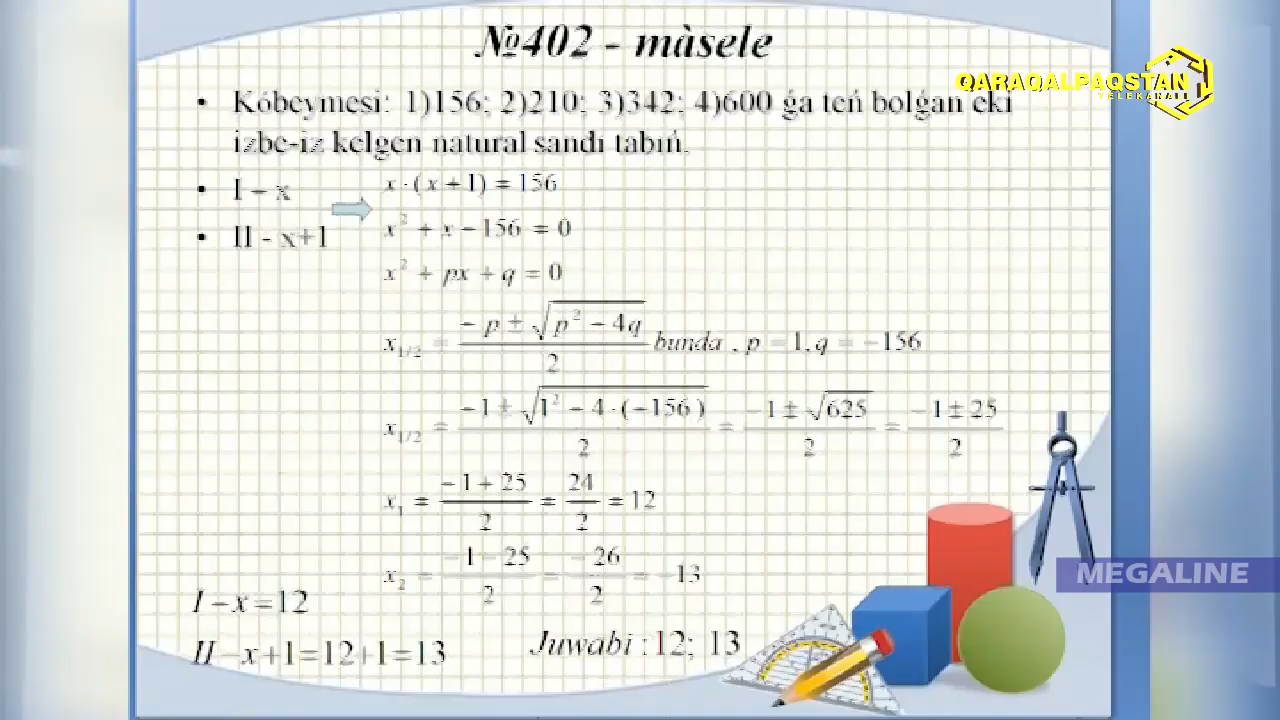 №402 - màsele
QARAQALPAQSTAN
TELEKANALI
• Kóbeymesi: 1)156; 2)210; 3)342; 4)600 ǵa teń bolǵan eki
izbe-iz kelgen natural sandı tabıń.
• I – x
x · (x + 1) = 156
• II - x+1
x² + x − 156 = 0
x² + px + q = 0
x₁/₂ = (− p ± √(p² − 4q)) / 2 bunda , p = 1, q = −156
x₁/₂ = (−1 ± √(1² − 4 · (−156))) / 2 = (−1 ± √625) / 2 = (−1 ± 25) / 2
x₁ = (−1 + 25) / 2 = 24 / 2 = 12
x₂ = (−1 − 25) / 2 = −26 / 2 = −13
MEGALINE
I – x =12
II –x+1=12+1=13
Juwabi : 12; 13